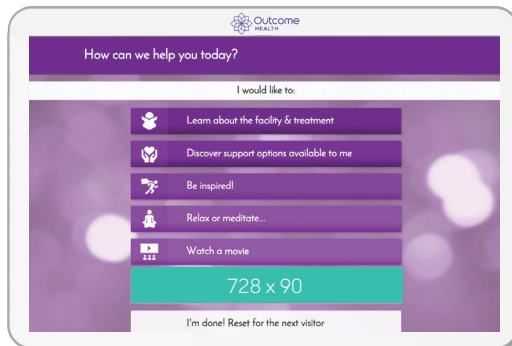 Outcome
HEALTH
How can we help you today?
I would like to:
Learn about the facility & treatment
Discover support options available to me
Be inspired!
Relax or meditate...
Watch a movie
728 x 90
I'm done! Reset for the next visitor